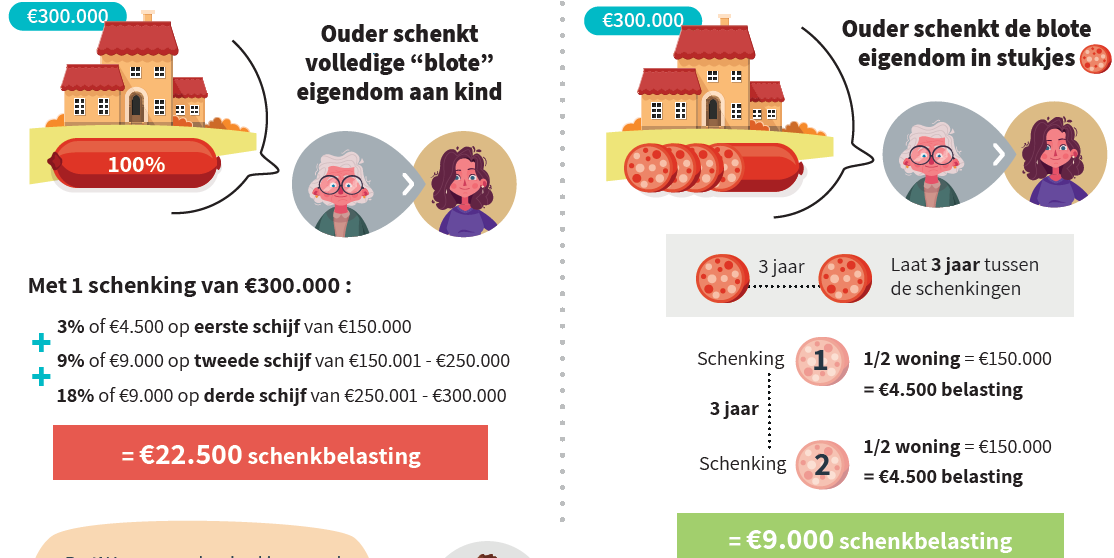 €300.000
Ouder schenkt
volledige “blote”
eigendom aan kind
100%
Met 1 schenking van €300.000 :
3% of €4.500 op eerste schijf van €150.000
+
9% of €9.000 op tweede schijf van €150.001 - €250.000
+
18% of €9.000 op derde schijf van €250.001 - €300.000
= €22.500 schenkbelasting
€300.000
Ouder schenkt de blote
eigendom in stukjes
3 jaar
Laat 3 jaar tussen
de schenkingen
Schenking 1 1/2 woning = €150.000
= €4.500 belasting
3 jaar
1/2 woning = €150.000
Schenking 2
= €4.500 belasting
= €9.000 schenkbelasting